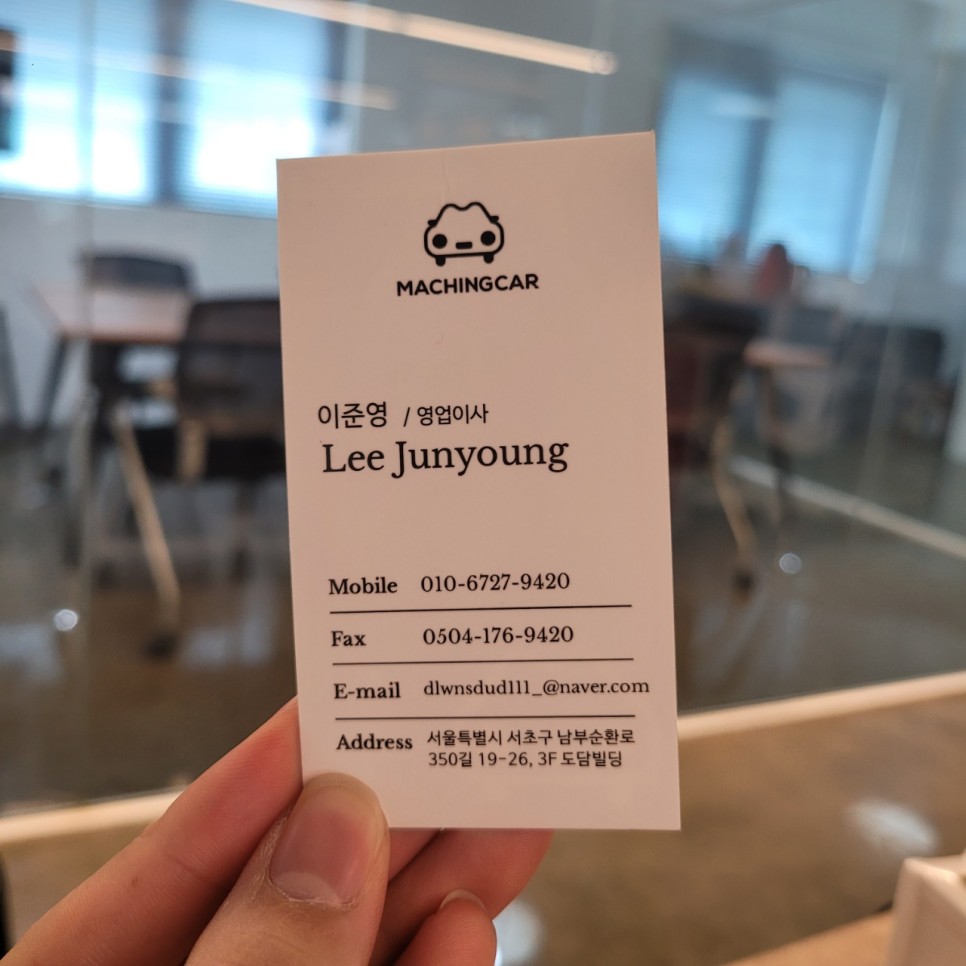 MACHINGCAR
이준영 / 영업이사
Lee Junyoung
Mobile 010-6727-9420
Fax 0504-176-9420
E-mail dlwnsdud111_@naver.com
Address 서울특별시 서초구 남부순환로
350길 19-26, 3F 도담빌딩